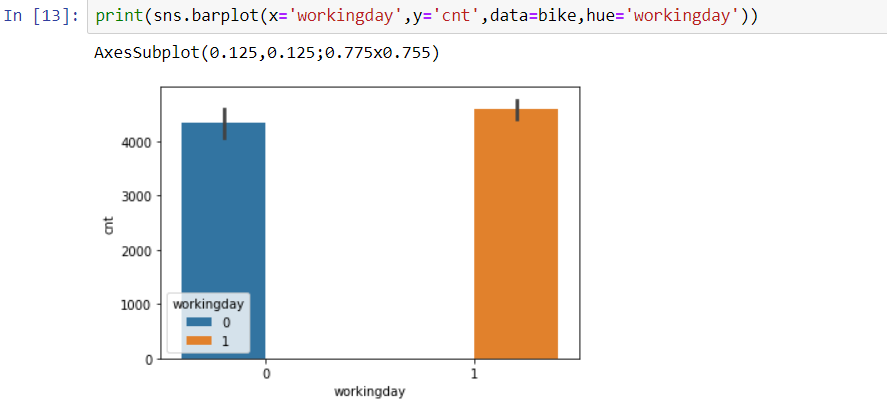 In [13]: print(sns.barplot(x='workingday',y='cnt',data=bike,hue='workingday'))
AxesSubplot(0.125,0.125;0.775x0.755)
4000
3000
cnt
2000
1000
0
workingday
0
1
0
1
workingday